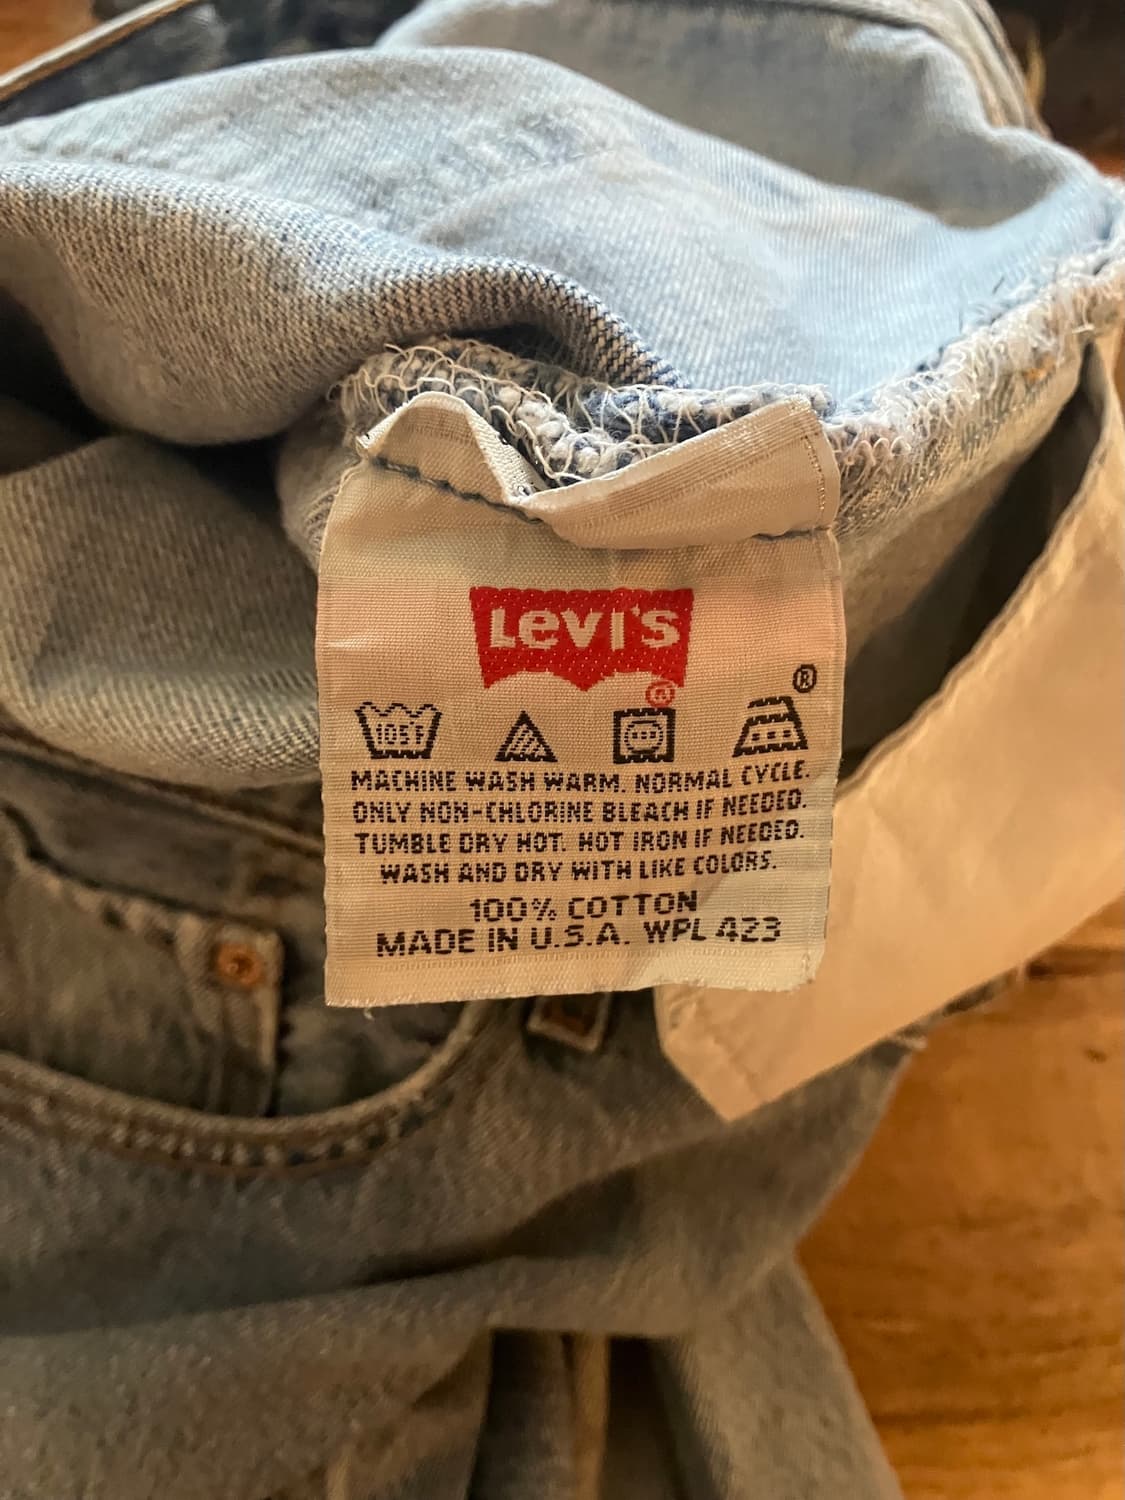 Levi's
®
®
105°F
MACHINE WASH WARM. NORMAL CYCLE.
ONLY NON-CHLORINE BLEACH IF NEEDED.
TUMBLE DRY HOT. HOT IRON IF NEEDED.
WASH AND DRY WITH LIKE COLORS.
100% COTTON
MADE IN U.S.A. WPL 423